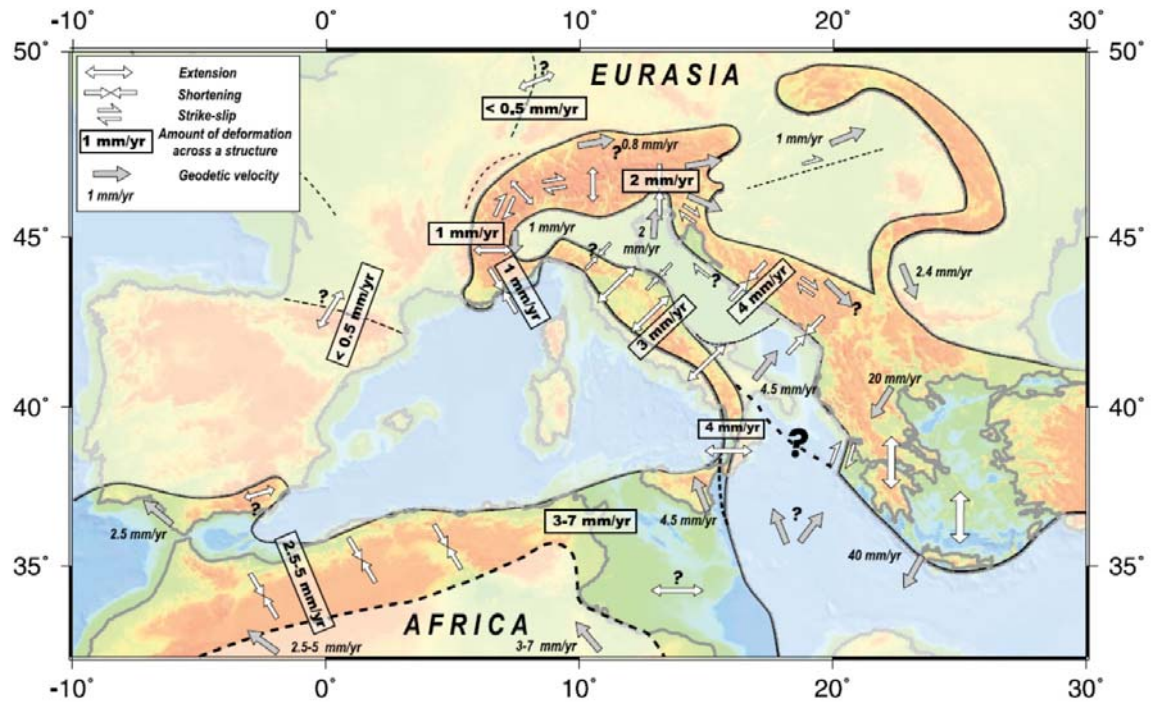 -10° 0° 10° 20° 30°
50° 50°
Extension
Shortening
Strike-slip
1 mm/yr Amount of deformation
across a structure
Geodetic velocity
1 mm/yr
?
EURASIA
< 0.5 mm/yr
0.8 mm/yr
?
1 mm/yr
2 mm/yr
45° 45°
1 mm/yr
1 mm/yr
2
mm/yr
?
?
1 mm/yr
2.4 mm/yr
?
< 0.5 mm/yr
3 mm/yr
4 mm/yr
?
4.5 mm/yr
20 mm/yr
40° 40°
4 mm/yr
?
?
2.5 mm/yr
2.5-5 mm/yr
3-7 mm/yr
4.5 mm/yr
?
40 mm/yr
35° 35°
?
AFRICA
2.5-5 mm/yr
3-7 mm/yr
-10° 0° 10° 20° 30°